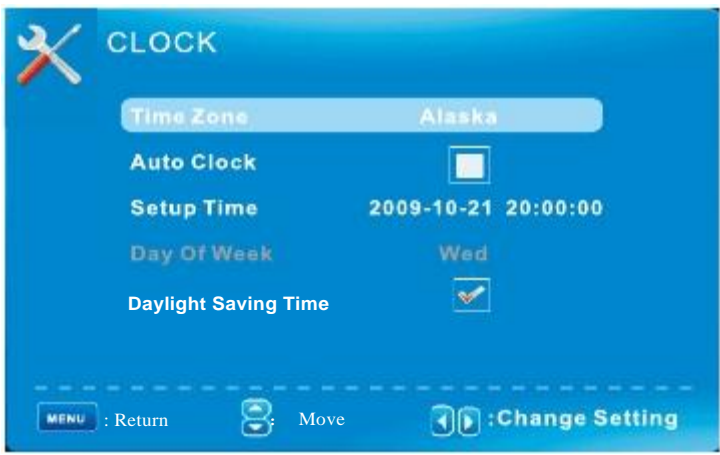 CLOCK
Time Zone Alaska
Auto Clock
Setup Time 2009-10-21 20:00:00
Day Of Week Wed
Daylight Saving Time
MENU : Return : Move :Change Setting